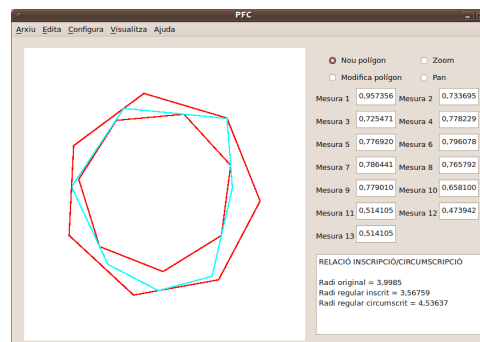 PFC
Arxiu Edita Configura Visualitza Ajuda
Nou polígon Zoom
Modifica polígon Pan
Mesura 1 0,957356 Mesura 2 0,733695
Mesura 3 0,725471 Mesura 4 0,778229
Mesura 5 0,776920 Mesura 6 0,796078
Mesura 7 0,786441 Mesura 8 0,765792
Mesura 9 0,779010 Mesura 10 0,658100
Mesura 11 0,514105 Mesura 12 0,473942
Mesura 13 0,514105
RELACIÓ INSCRIPCIÓ/CIRCUMSCRIPCIÓ
Radi original = 3,9985
Radi regular inscrit = 3,56759
Radi regular circumscrit = 4,53637